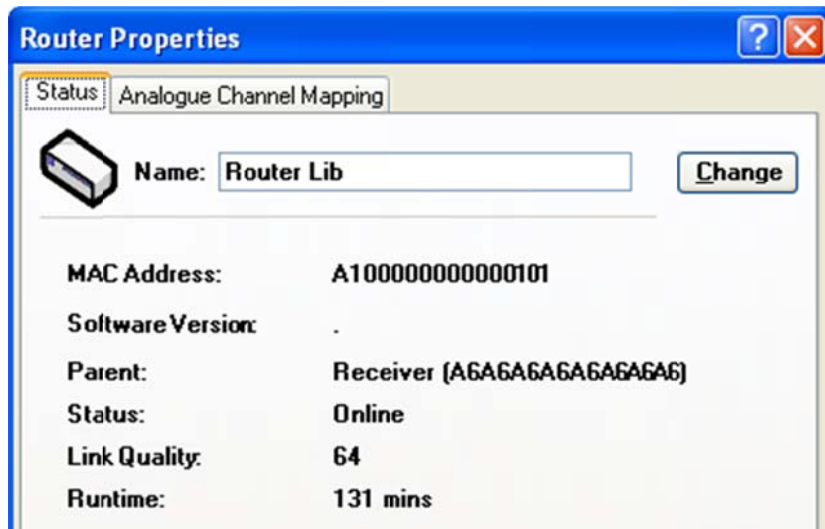 Router Properties
Status Analogue Channel Mapping
Name: Router Lib Change
MAC Address: A100000000000101
Software Version: .
Parent: Receiver (A6A6A6A6A6A6A6A6)
Status: Online
Link Quality: 64
Runtime: 131 mins